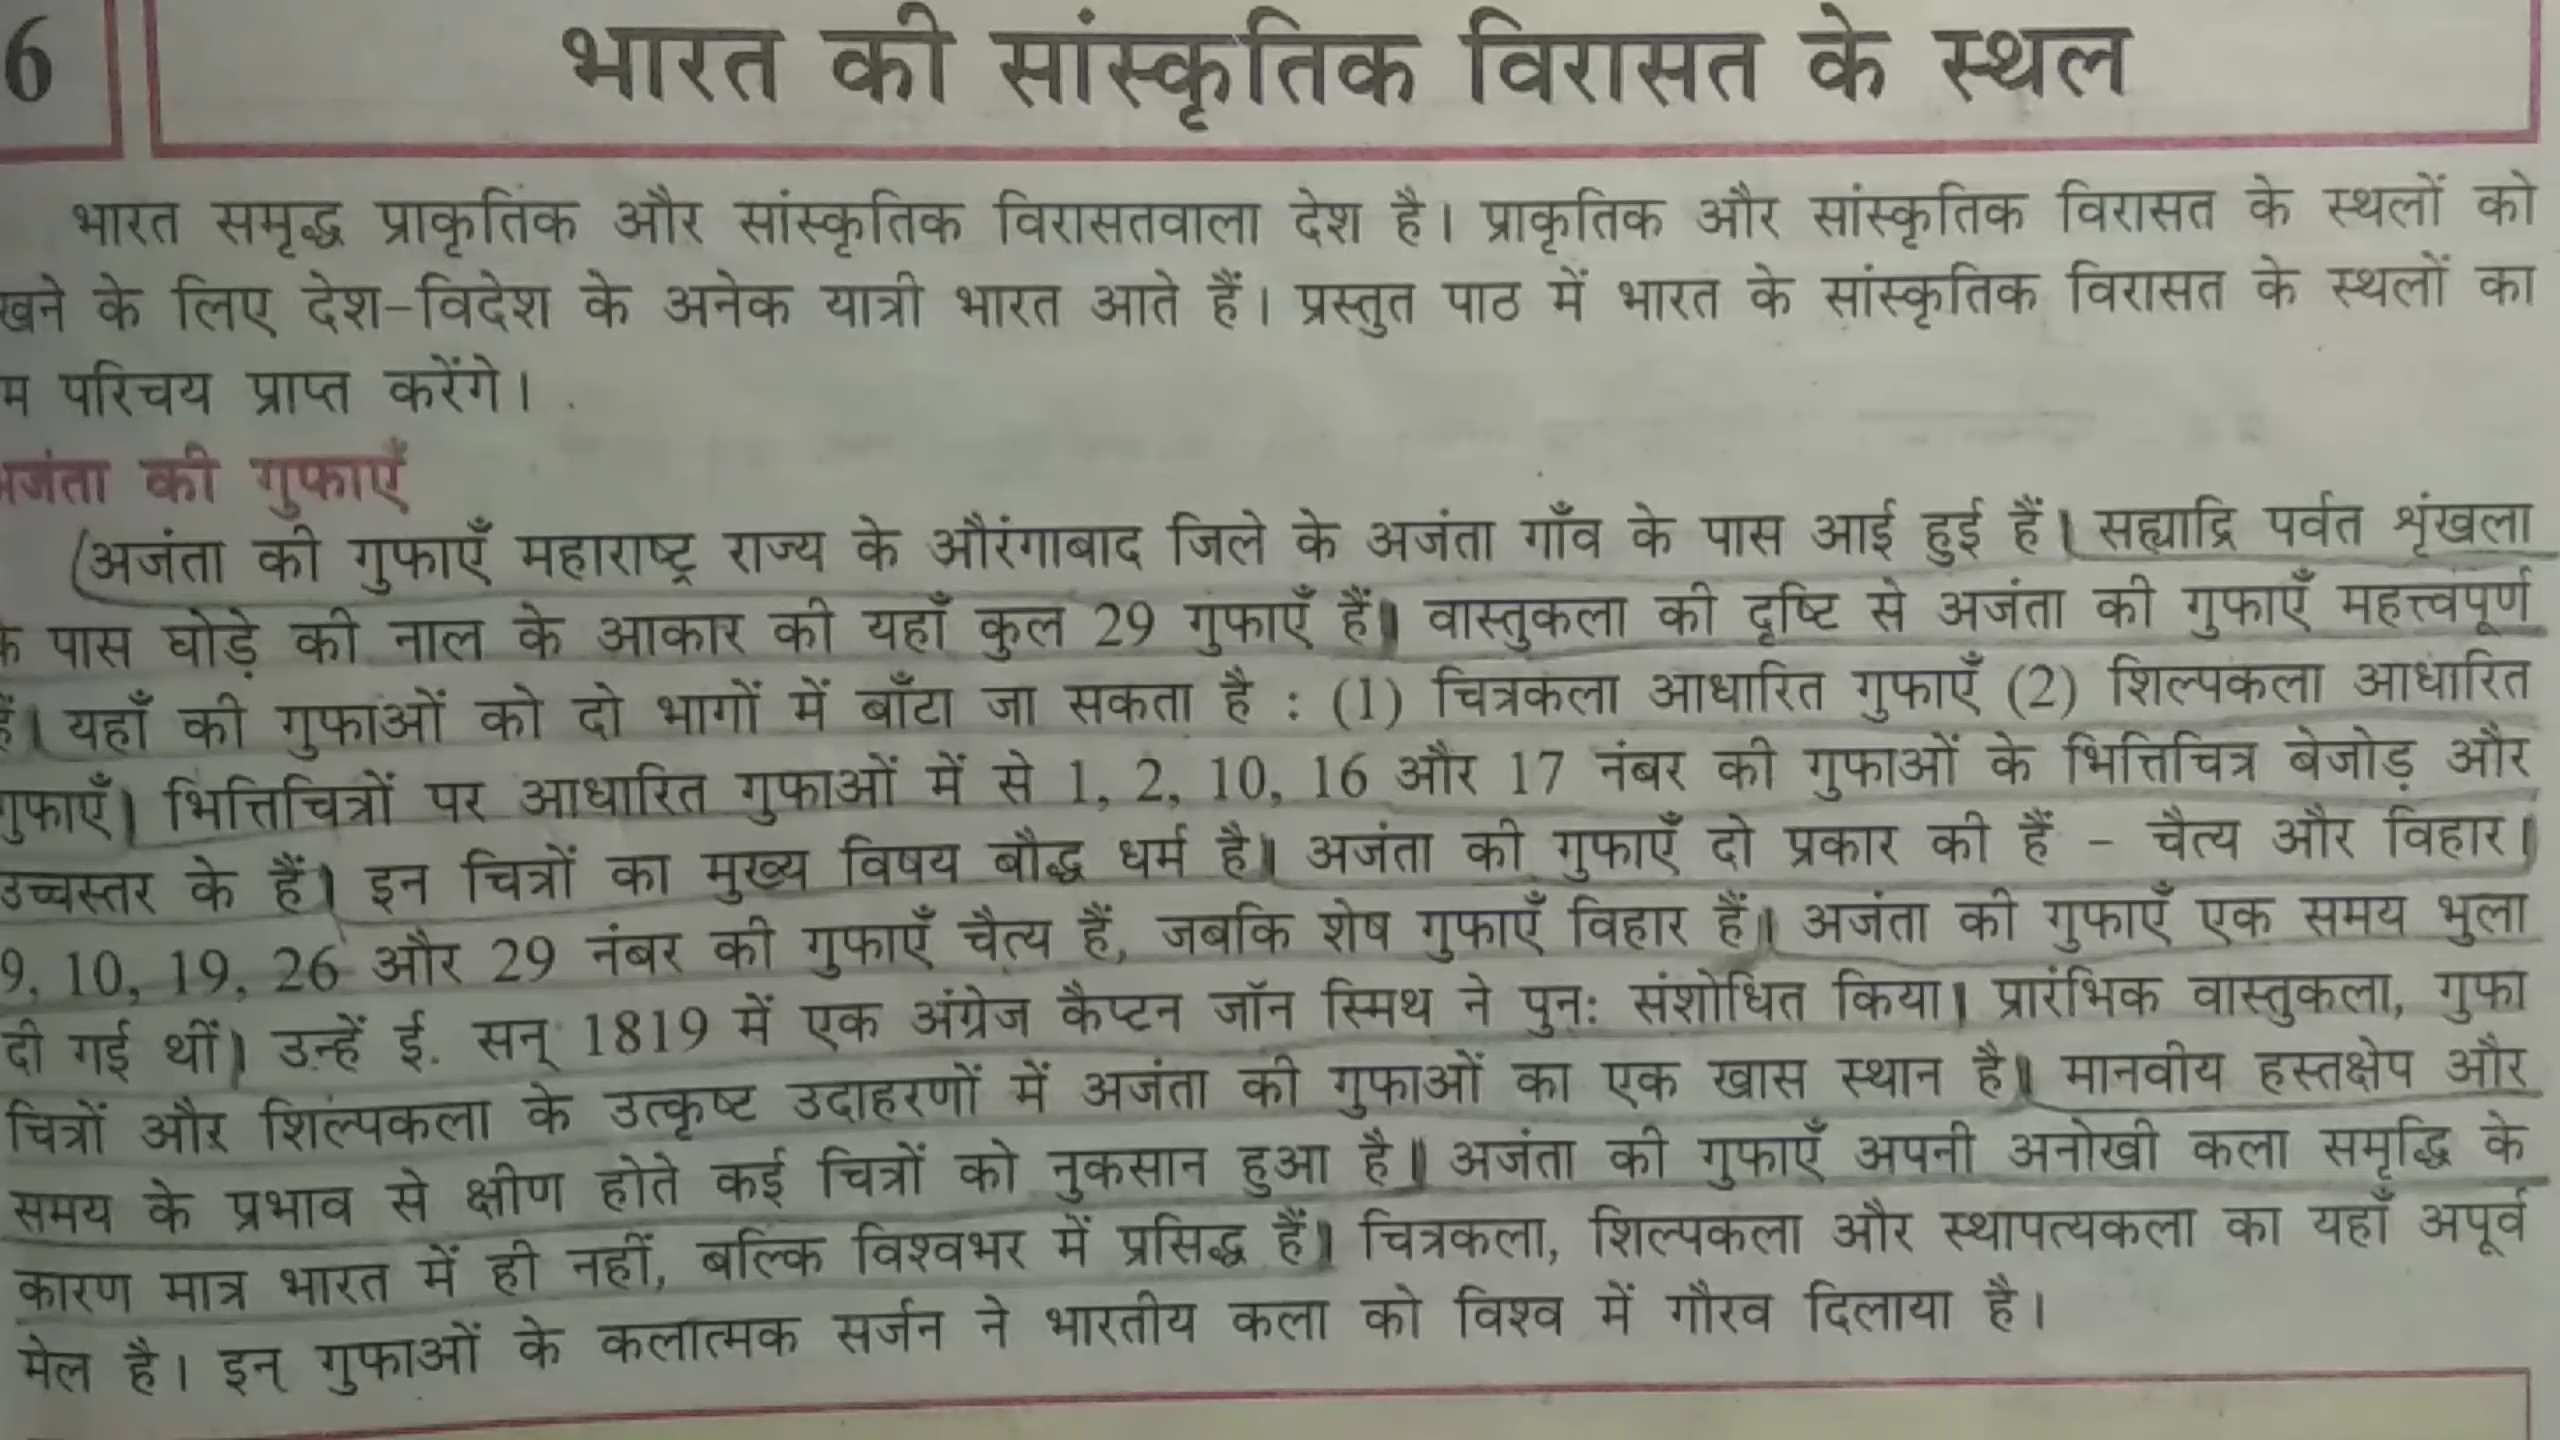 6
भारत की सांस्कृतिक विरासत के स्थल
भारत समृद्ध प्राकृतिक और सांस्कृतिक विरासतवाला देश है। प्राकृतिक और सांस्कृतिक विरासत के स्थलों को
खने के लिए देश-विदेश के अनेक यात्री भारत आते हैं। प्रस्तुत पाठ में भारत के सांस्कृतिक विरासत के स्थलों का
म परिचय प्राप्त करेंगे।
जंता की गुफाएँ
(अजंता की गुफाएँ महाराष्ट्र राज्य के औरंगाबाद जिले के अजंता गाँव के पास आई हुई हैं। सह्याद्रि पर्वत शृंखला
के पास घोड़े की नाल के आकार की यहाँ कुल 29 गुफाएँ हैं। वास्तुकला की दृष्टि से अजंता की गुफाएँ महत्त्वपूर्ण
हैं। यहाँ की गुफाओं को दो भागों में बाँटा जा सकता है : (1) चित्रकला आधारित गुफाएँ (2) शिल्पकला आधारित
गुफाएँ। भित्तिचित्रों पर आधारित गुफाओं में से 1, 2, 10, 16 और 17 नंबर की गुफाओं के भित्तिचित्र बेजोड़ और
उच्चस्तर के हैं। इन चित्रों का मुख्य विषय बौद्ध धर्म है। अजंता की गुफाएँ दो प्रकार की हैं - चैत्य और विहार।
9, 10, 19, 26 और 29 नंबर की गुफाएँ चैत्य हैं, जबकि शेष गुफाएँ विहार हैं। अजंता की गुफाएँ एक समय भुला
दी गई थीं। उन्हें ई. सन् 1819 में एक अंग्रेज कैप्टन जॉन स्मिथ ने पुनः संशोधित किया। प्रारंभिक वास्तुकला, गुफा
चित्रों और शिल्पकला के उत्कृष्ट उदाहरणों में अजंता की गुफाओं का एक खास स्थान है। मानवीय हस्तक्षेप और
समय के प्रभाव से क्षीण होते कई चित्रों को नुकसान हुआ है। अजंता की गुफाएँ अपनी अनोखी कला समृद्धि के
कारण मात्र भारत में ही नहीं, बल्कि विश्वभर में प्रसिद्ध हैं। चित्रकला, शिल्पकला और स्थापत्यकला का यहाँ अपूर्व
मेल है। इन गुफाओं के कलात्मक सर्जन ने भारतीय कला को विश्व में गौरव दिलाया है।